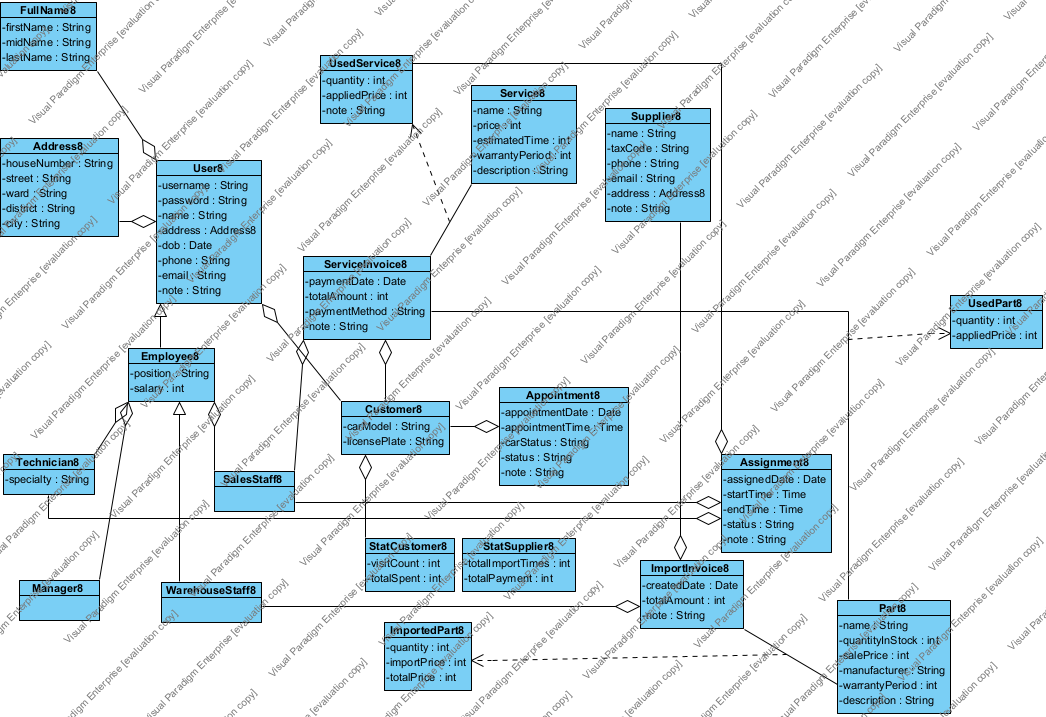 FullName8
-firstName : String
-midName : String
-lastName : String
Address8
-houseNumber : String
-street : String
-ward : String
-district : String
-city : String
User8
-username : String
-password : String
-name : String
-address : Address8
-dob : Date
-phone : String
-email : String
-note : String
UsedService8
-quantity : int
-appliedPrice : int
-note : String
Service8
-name : String
-price : int
-estimatedTime : int
-warrantyPeriod : int
-description : String
Supplier8
-name : String
-taxCode : String
-phone : String
-email : String
-address : Address8
-note : String
ServiceInvoice8
-paymentDate : Date
-totalAmount : int
-paymentMethod : String
-note : String
UsedPart8
-quantity : int
-appliedPrice : int
Employee8
-position : String
-salary : int
Customer8
-carModel : String
-licensePlate : String
Appointment8
-appointmentDate : Date
-appointmentTime : Time
-carStatus : String
-status : String
-note : String
Technician8
-specialty : String
SalesStaff8
Assignment8
-assignedDate : Date
-startTime : Time
-endTime : Time
-status : String
-note : String
StatCustomer8
-visitCount : int
-totalSpent : int
StatSupplier8
-totalImportTimes : int
-totalPayment : int
Manager8
WarehouseStaff8
ImportInvoice8
-createdDate : Date
-totalAmount : int
-note : String
ImportedPart8
-quantity : int
-importPrice : int
-totalPrice : int
Part8
-name : String
-quantityInStock : int
-salePrice : int
-manufacturer : String
-warrantyPeriod : int
-description : String
Visual Paradigm Enterprise [evaluation copy]